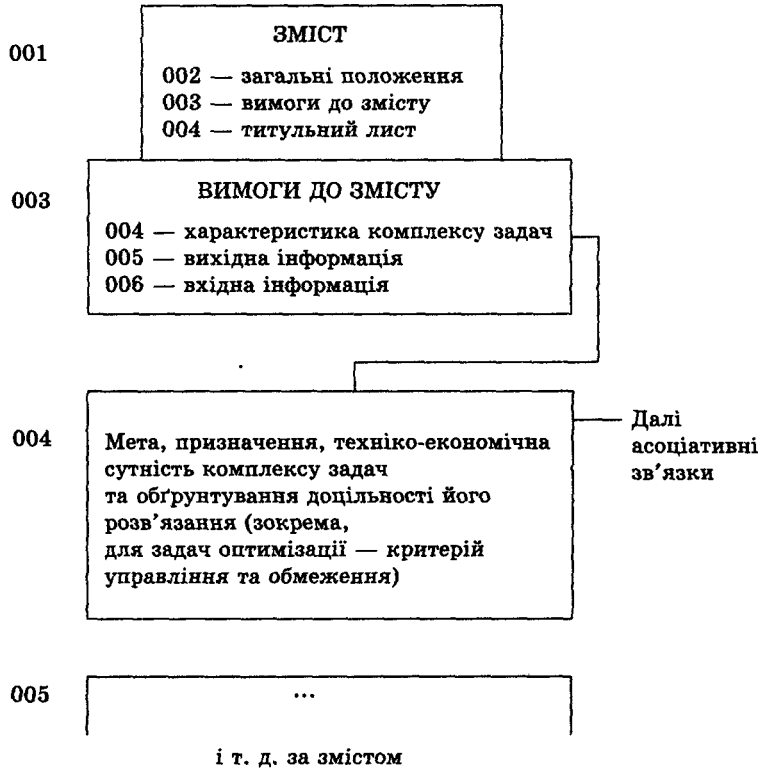 001
ЗМІСТ
002 — загальні положення
003 — вимоги до змісту
004 — титульний лист
003
ВИМОГИ ДО ЗМІСТУ
004 — характеристика комплексу задач
005 — вихідна інформація
006 — вхідна інформація
004
Мета, призначення, техніко-економічна
сутність комплексу задач
та обґрунтування доцільності його
розв’язання (зокрема,
для задач оптимізації — критерій
управління та обмеження)
Далі
асоціативні
зв’язки
005
...
і т. д. за змістом